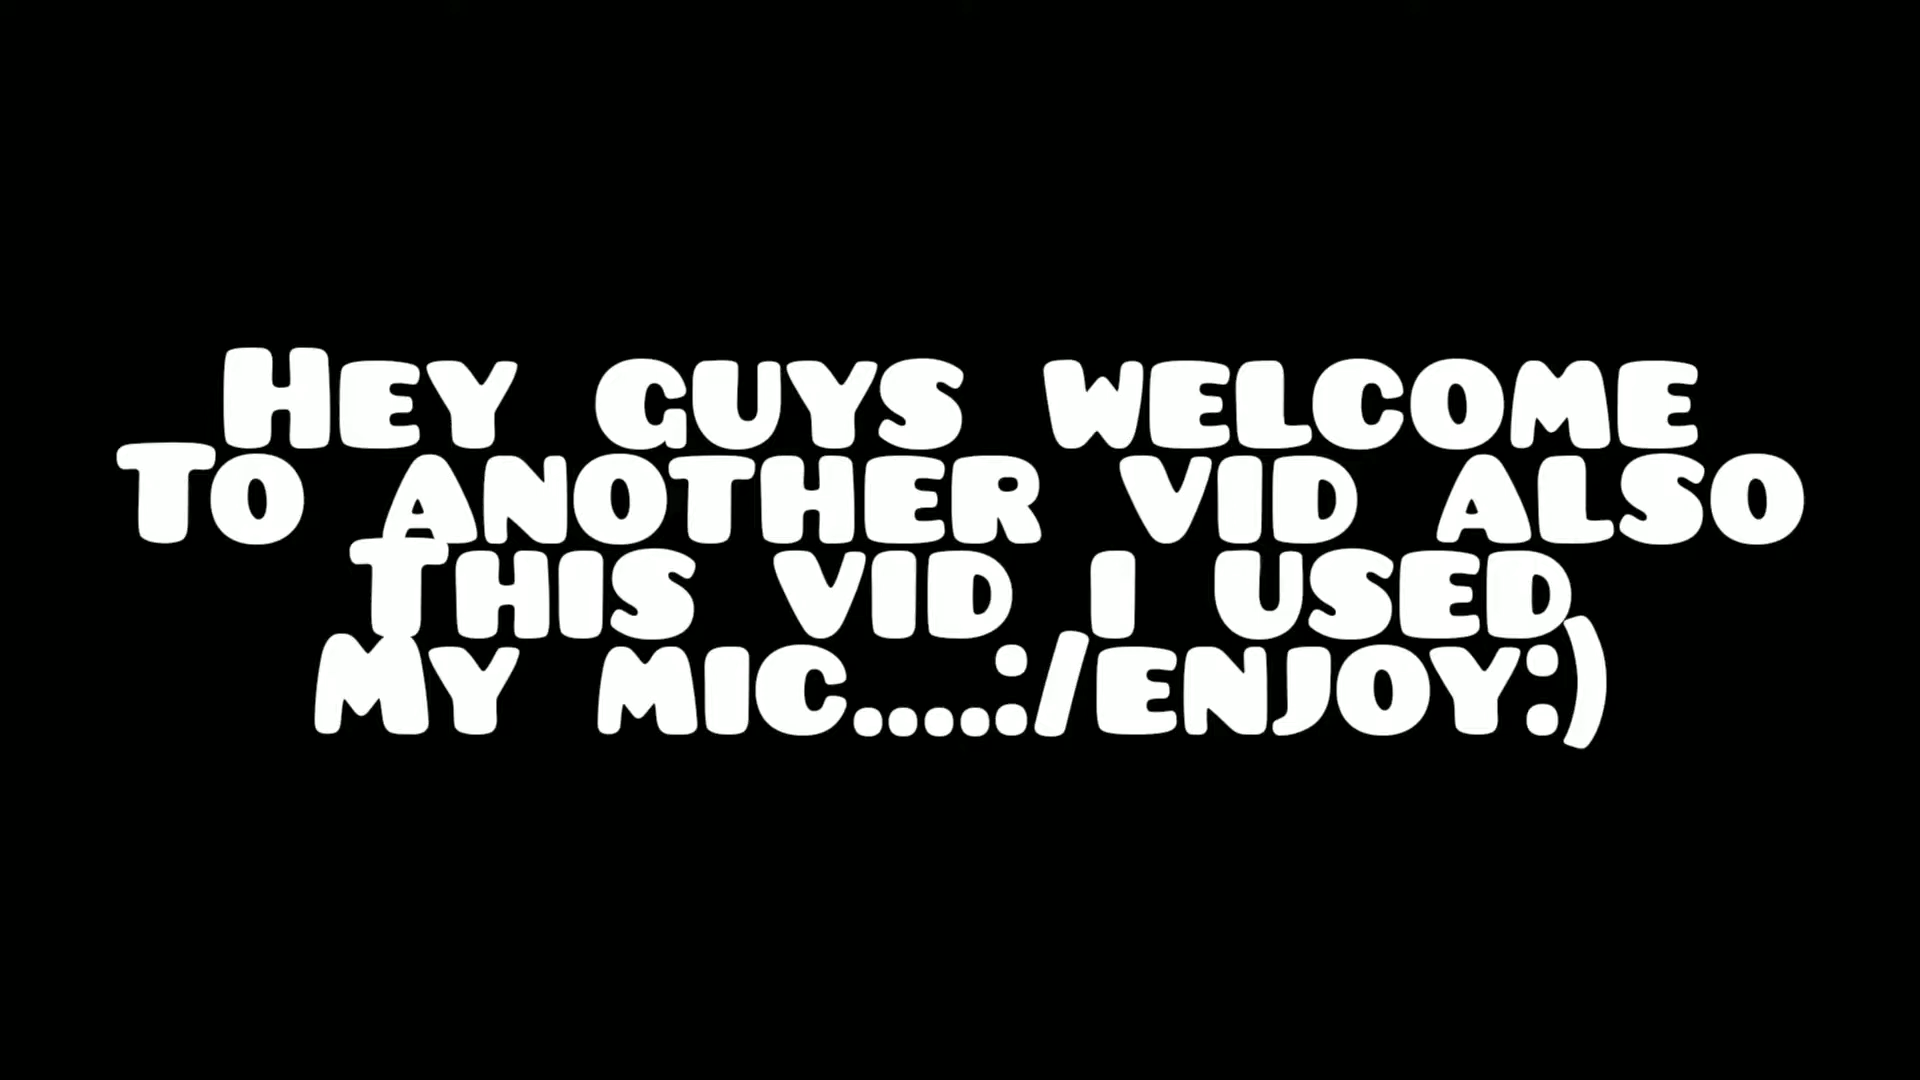 Hey guys welcome
To another vid also
This vid i used
My mic....:/enjoy:)